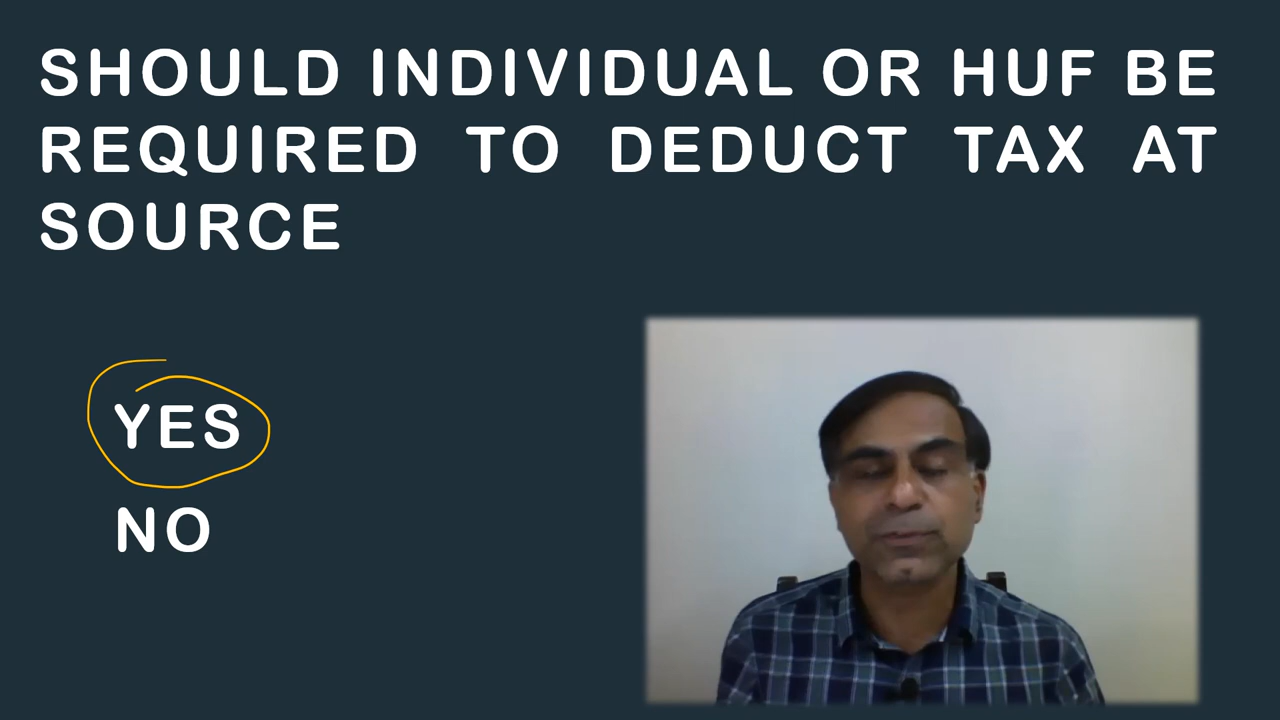 SHOULD INDIVIDUAL OR HUF BE
REQUIRED TO DEDUCT TAX AT
SOURCE
YES
NO